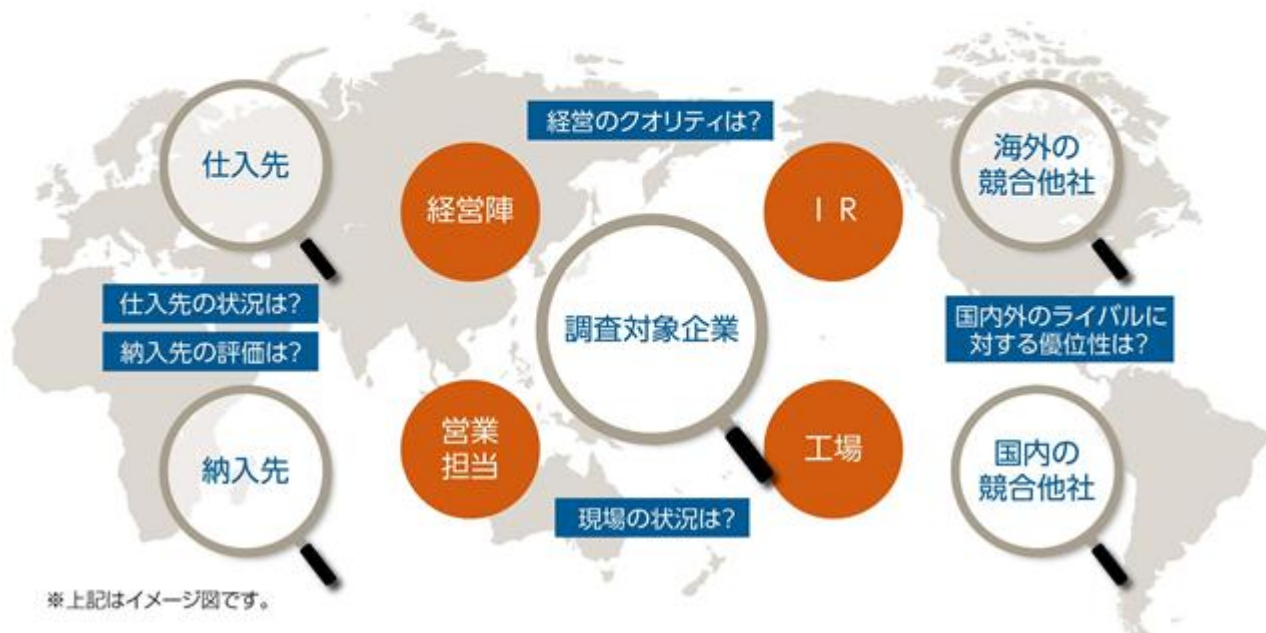 経営のクオリティは?
仕入先
経営陣
IR
海外の
競合他社
調査対象企業
仕入先の状況は?
納入先の評価は?
国内外のライバルに
対する優位性は?
納入先
営業
担当
工場
国内の
競合他社
現場の状況は?
※上記はイメージ図です。